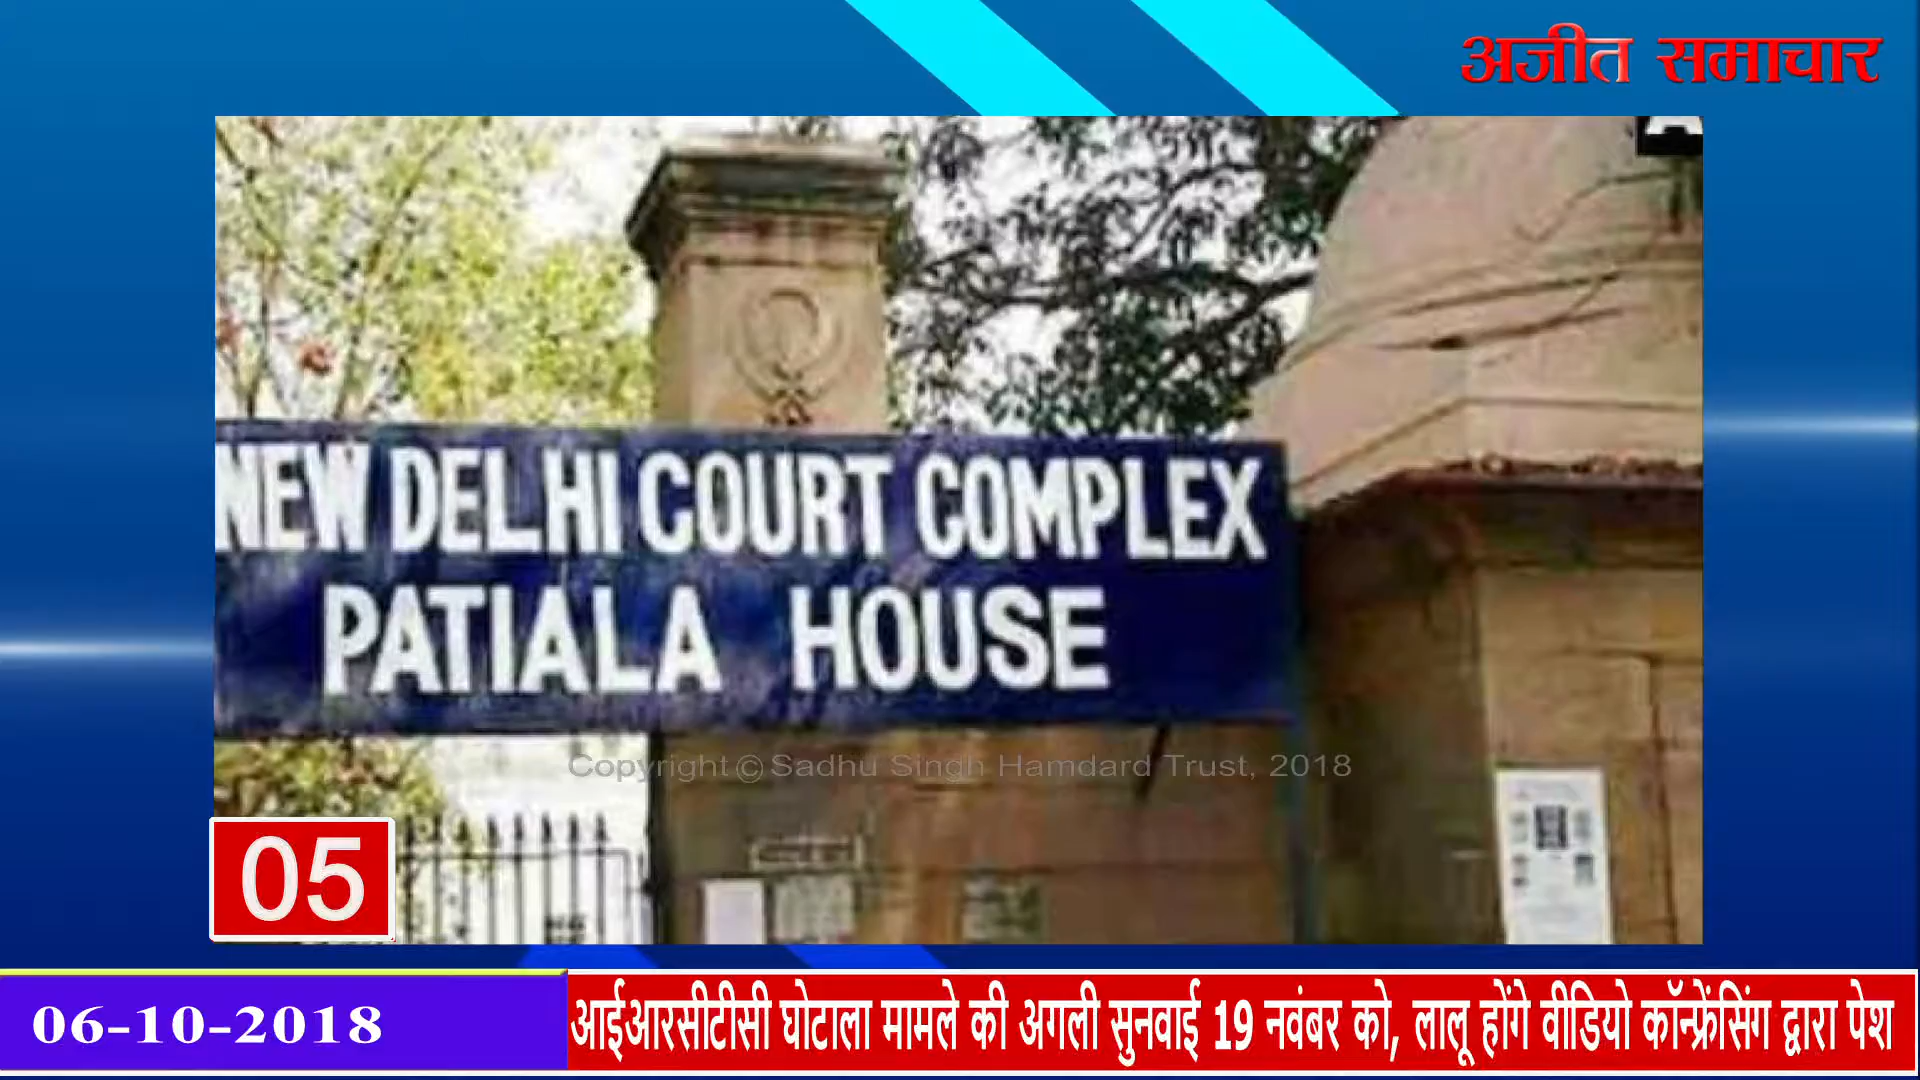 अजीत समाचार
NEW DELHI COURT COMPLEX
PATIALA HOUSE
Copyright © Sadhu Singh Hamdard Trust, 2018
05
06-10-2018
आईआरसीटीसी घोटाला मामले की अगली सुनवाई 19 नवंबर को, लालू होंगे वीडियो कॉन्फ्रेंसिंग द्वारा पेश